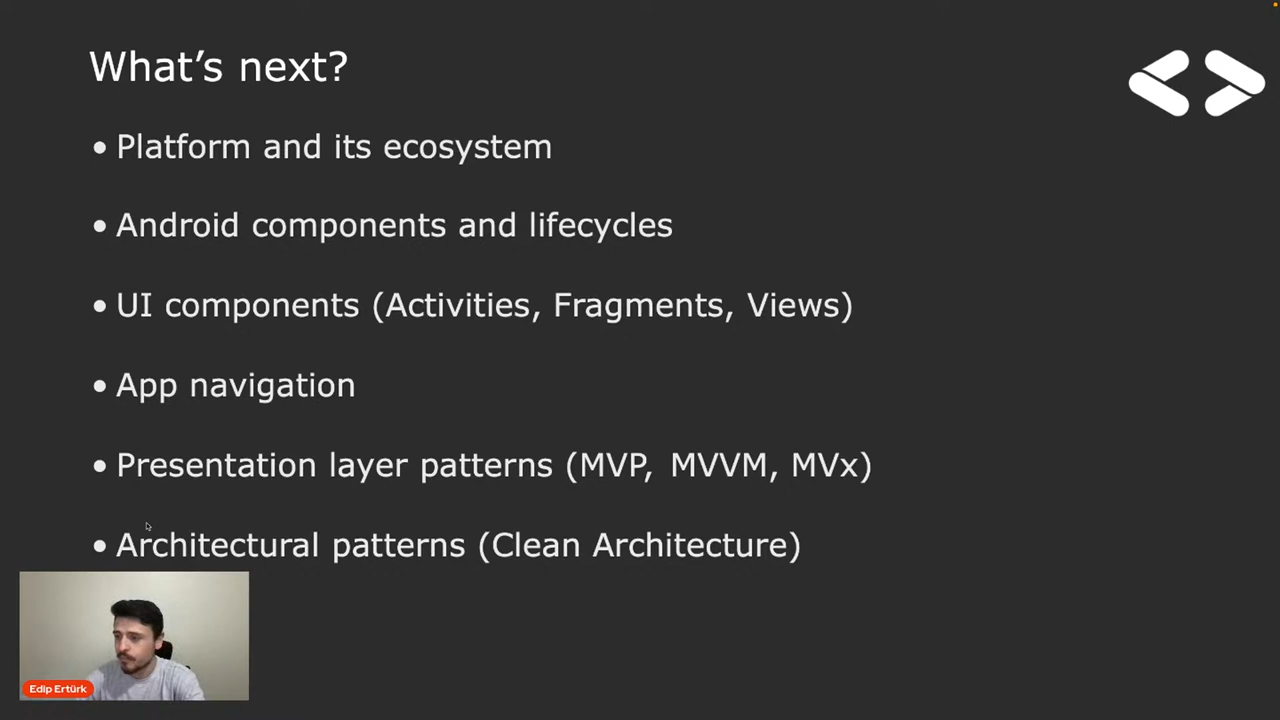 What's next?
• Platform and its ecosystem
• Android components and lifecycles
• UI components (Activities, Fragments, Views)
• App navigation
• Presentation layer patterns (MVP, MVVM, MVx)
• Architectural patterns (Clean Architecture)
Edip Ertürk